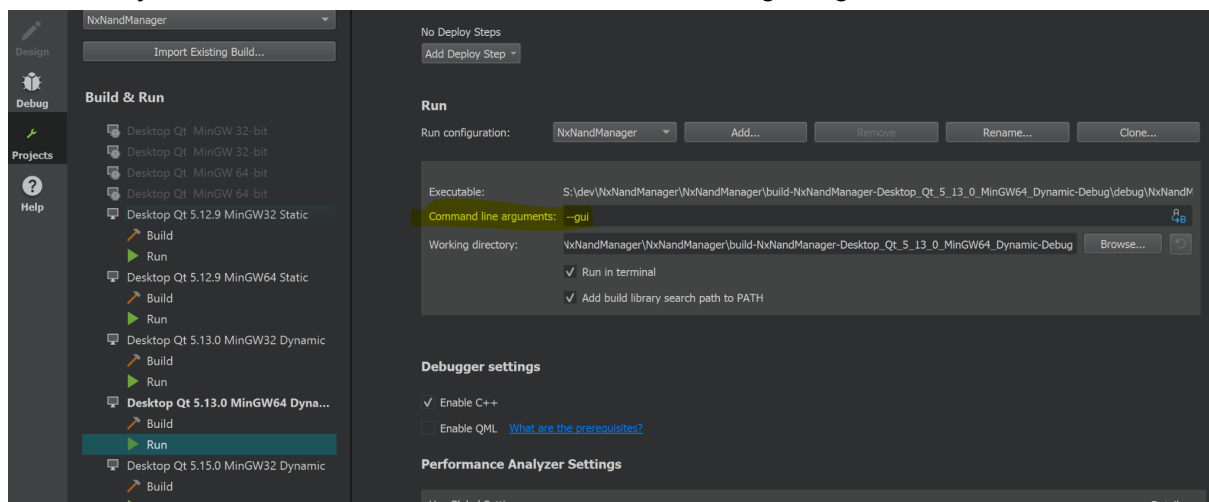 NxNandManager
Import Existing Build...
Design
Debug
Projects
Help
Build & Run
Desktop Qt MinGW 32-bit
Desktop Qt MinGW 32-bit
Desktop Qt MinGW 64-bit
Desktop Qt MinGW 64-bit
Desktop Qt 5.12.9 MinGW32 Static
Build
Run
Desktop Qt 5.12.9 MinGW64 Static
Build
Run
Desktop Qt 5.13.0 MinGW32 Dynamic
Build
Run
Desktop Qt 5.13.0 MinGW64 Dyna...
Build
Run
Desktop Qt 5.15.0 MinGW32 Dynamic
Build
No Deploy Steps
Add Deploy Step
Run
Run configuration: NxNandManager Add... Remove Rename... Clone...
Executable: S:\dev\NxNandManager\NxNandManager\build-NxNandManager-Desktop_Qt_5_13_0_MinGW64_Dynamic-Debug\debug\NxNandM
Command line arguments: --gui
Working directory: NxNandManager\NxNandManager\build-NxNandManager-Desktop_Qt_5_13_0_MinGW64_Dynamic-Debug Browse...
Run in terminal
Add build library search path to PATH
Debugger settings
Enable C++
Enable QML What are the prerequisites?
Performance Analyzer Settings